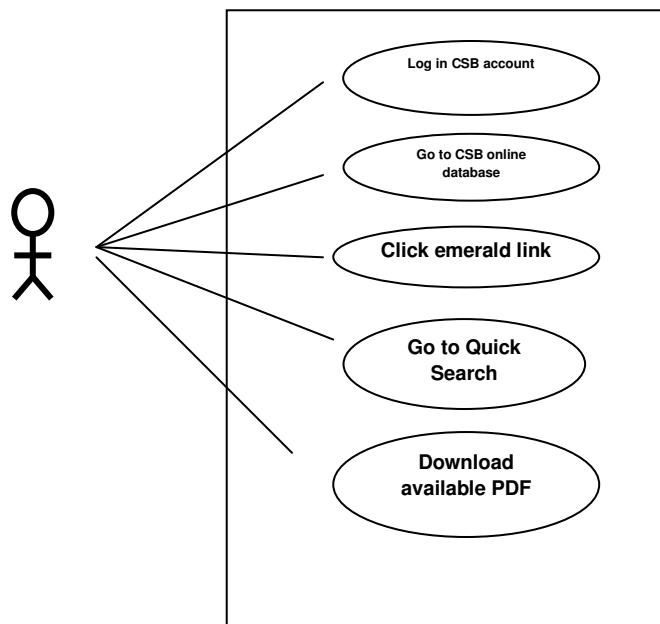 Log in CSB account
Go to CSB online
database
Click emerald link
Go to Quick
Search
Download
available PDF